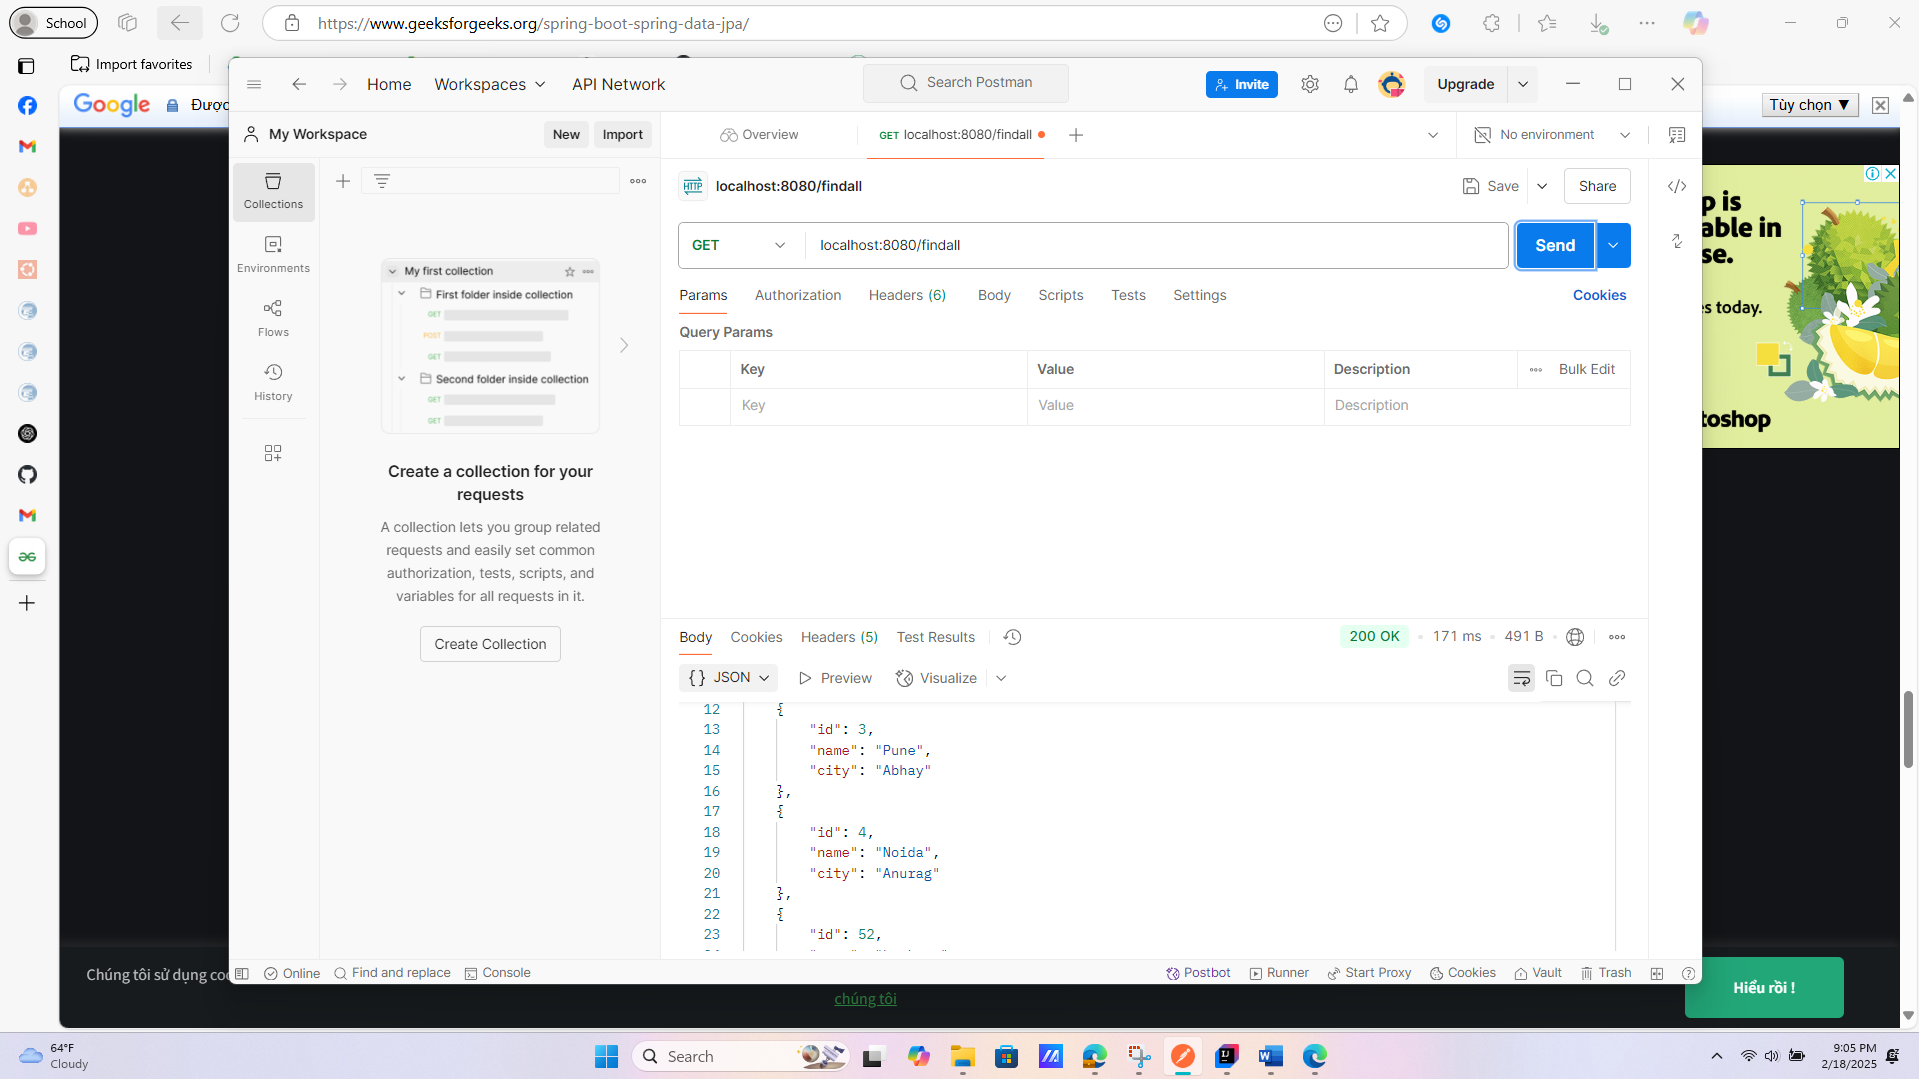 School
https://www.geeksforgeeks.org/spring-boot-spring-data-jpa/
Import favorites
Google
Tùy chọn ▼
Home
Workspaces
API Network
Search Postman
Invite
Upgrade
My Workspace
New
Import
Overview
GET localhost:8080/findall
No environment
Collections
Environments
Flows
History
My first collection
First folder inside collection
GET
POST
GET
Second folder inside collection
GET
GET
Create a collection for your
requests
A collection lets you group related
requests and easily set common
authorization, tests, scripts, and
variables for all requests in it.
Create Collection
HTTP
localhost:8080/findall
Save
Share
GET
localhost:8080/findall
Send
Params
Authorization
Headers (6)
Body
Scripts
Tests
Settings
Cookies
Query Params
Key
Value
Description
Bulk Edit
Key
Value
Description
Body
Cookies
Headers (5)
Test Results
200 OK
171 ms
491 B
{} JSON
Preview
Visualize
12 {
13 "id": 3,
14 "name": "Pune",
15 "city": "Abhay"
16 },
17 {
18 "id": 4,
19 "name": "Noida",
20 "city": "Anurag"
21 },
22 {
23 "id": 52,
Online
Find and replace
Console
Postbot
Runner
Start Proxy
Cookies
Vault
Trash
Chúng tôi sử dụng
chúng tôi
Hiểu rồi !
is
in
today.
64°F
Cloudy
Search
9:05 PM
2/18/2025